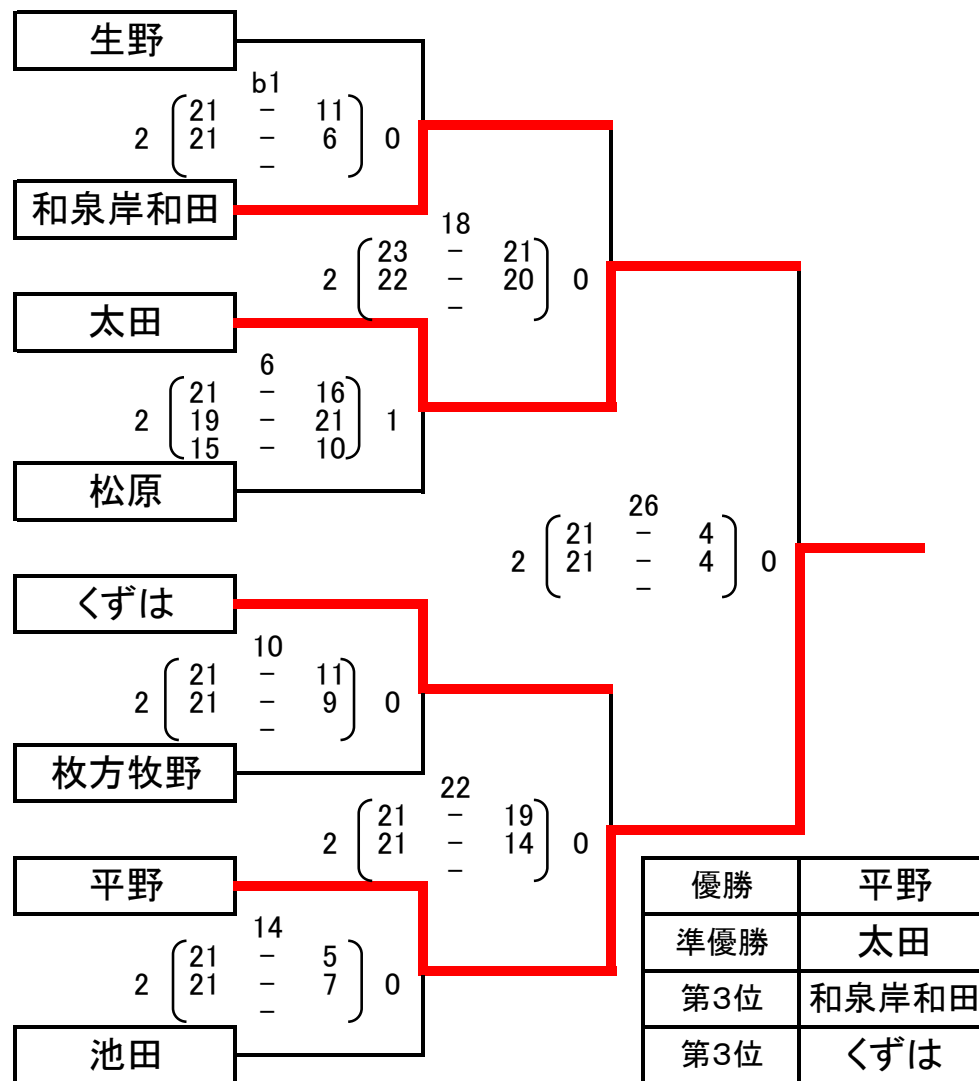 生野
b1
21 − 11
2 21 − 6 0
−
和泉岸和田
18
23 − 21
2 22 − 20 0
−
太田
6
21 − 16
2 19 − 21 1
15 − 10
松原
26
21 − 4
2 21 − 4 0
−
くずは
10
21 − 11
2 21 − 9 0
−
枚方牧野
22
21 − 19
2 21 − 14 0
−
平野
14
21 − 5
2 21 − 7 0
−
池田
優勝 平野
準優勝 太田
第3位 和泉岸和田
第3位 くずは